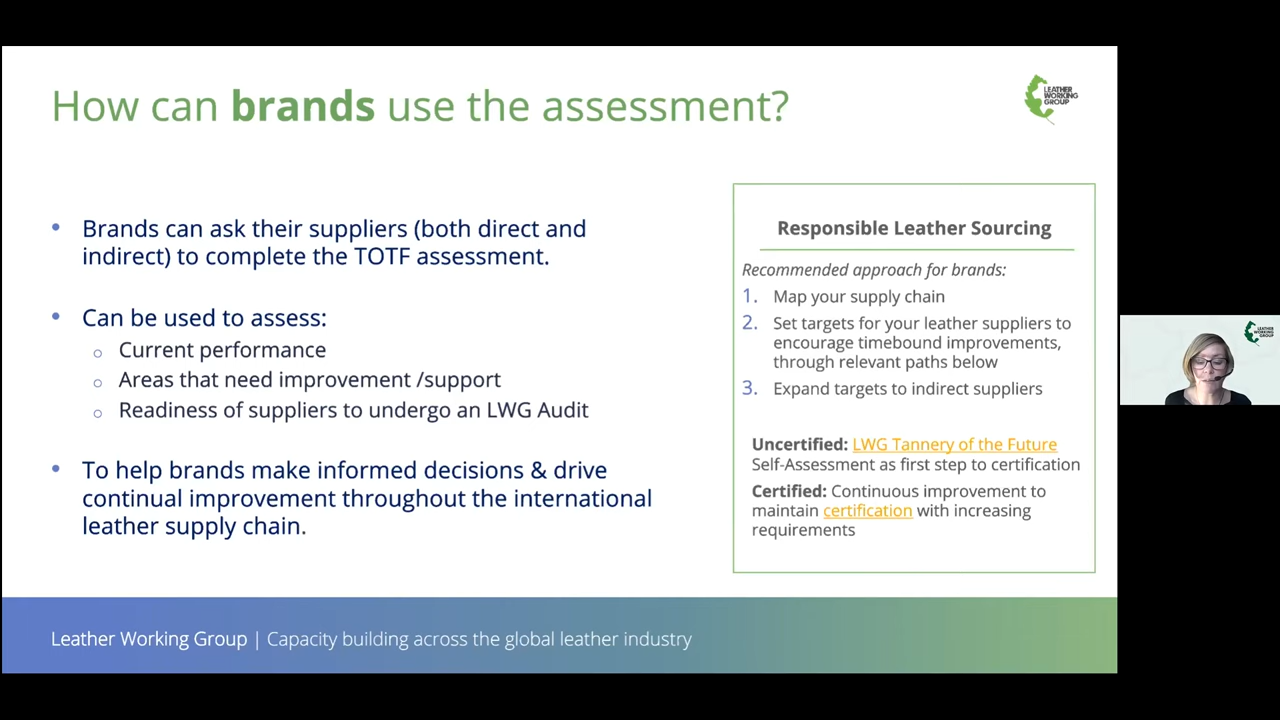 How can brands use the assessment?
LEATHER
WORKING
GROUP
• Brands can ask their suppliers (both direct and
indirect) to complete the TOTF assessment.
• Can be used to assess:
○ Current performance
○ Areas that need improvement /support
○ Readiness of suppliers to undergo an LWG Audit
• To help brands make informed decisions & drive
continual improvement throughout the international
leather supply chain.
Responsible Leather Sourcing
Recommended approach for brands:
1. Map your supply chain
2. Set targets for your leather suppliers to
encourage timebound improvements,
through relevant paths below
3. Expand targets to indirect suppliers
Uncertified: LWG Tannery of the Future
Self-Assessment as first step to certification
Certified: Continuous improvement to
maintain certification with increasing
requirements
Leather Working Group | Capacity building across the global leather industry
LEATHER
WORKING
GROUP